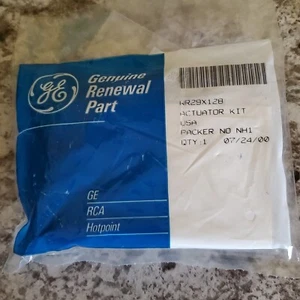 GE
Genuine
Renewal
Part
WR29X128
ACTUATOR KIT
USA
PACKER NO NH1
QTY:1 07/24/00
GE
RCA
Hotpoint